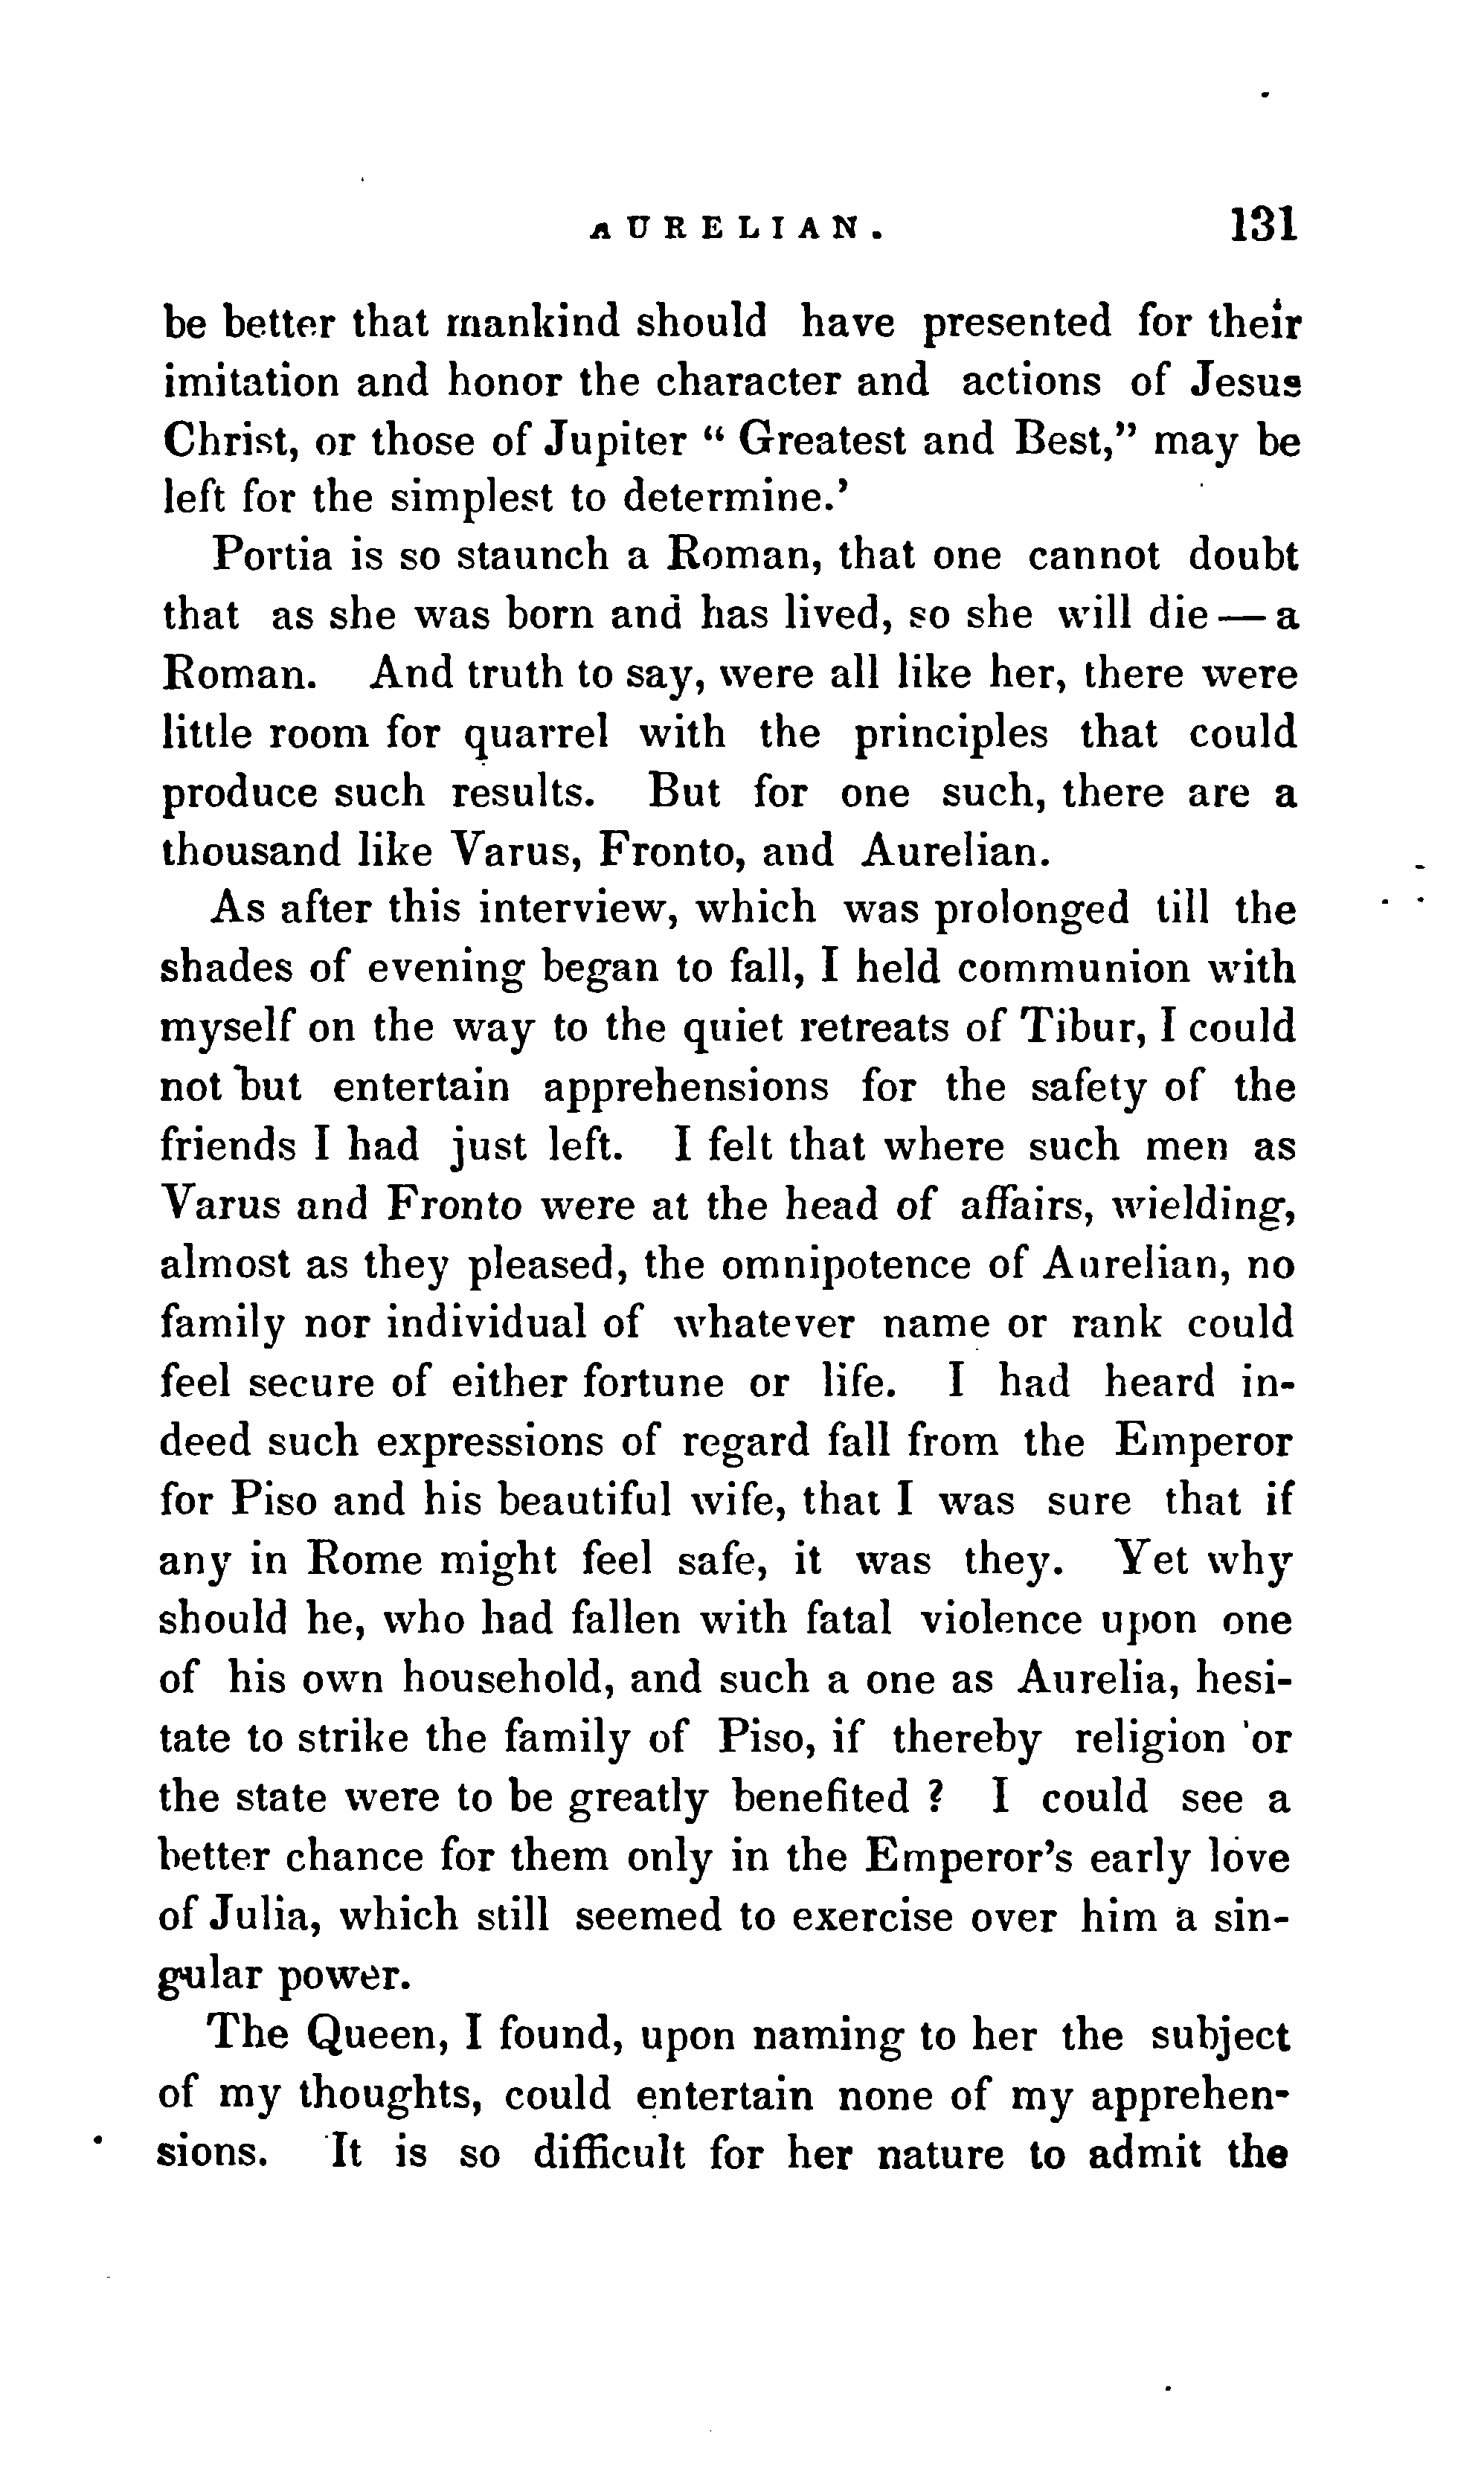 AURELIAN. 131
be better that mankind should have presented for their
imitation and honor the character and actions of Jesus
Christ, or those of Jupiter “ Greatest and Best,” may be
left for the simplest to determine.’
Portia is so staunch a Roman, that one cannot doubt
that as she was born and has lived, so she will die — a
Roman. And truth to say, were all like her, there were
little room for quarrel with the principles that could
produce such results. But for one such, there are a
thousand like Varus, Fronto, and Aurelian.
As after this interview, which was prolonged till the
shades of evening began to fall, I held communion with
myself on the way to the quiet retreats of Tibur, I could
not but entertain apprehensions for the safety of the
friends I had just left. I felt that where such men as
Varus and Fronto were at the head of affairs, wielding,
almost as they pleased, the omnipotence of Aurelian, no
family nor individual of whatever name or rank could
feel secure of either fortune or life. I had heard in-
deed such expressions of regard fall from the Emperor
for Piso and his beautiful wife, that I was sure that if
any in Rome might feel safe, it was they. Yet why
should he, who had fallen with fatal violence upon one
of his own household, and such a one as Aurelia, hesi-
tate to strike the family of Piso, if thereby religion or
the state were to be greatly benefited ? I could see a
better chance for them only in the Emperor’s early love
of Julia, which still seemed to exercise over him a sin-
gular power.
The Queen, I found, upon naming to her the subject
of my thoughts, could entertain none of my apprehen-
sions. It is so difficult for her nature to admit the